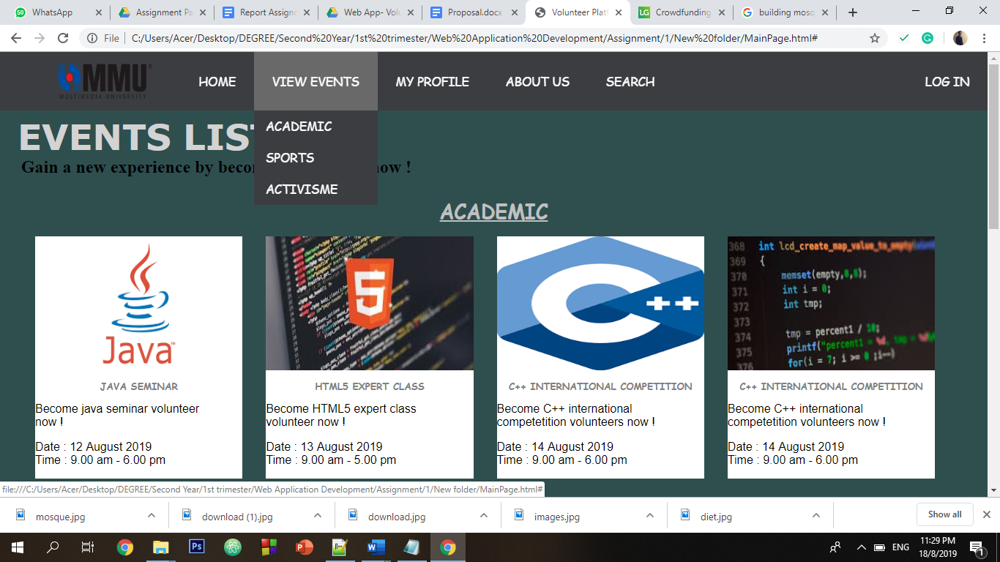 WhatsApp
Assignment Pa
Report Assignm
Web App- Volu
Proposal.docx
Volunteer Platf
LG Crowdfunding
building mosq
File | C:/Users/Acer/Desktop/DEGREE/Second%20Year/1st%20trimester/Web%20Application%20Development/Assignment/1/New%20folder/MainPage.html#
MMU
MULTIMEDIA UNIVERSITY
HOME
VIEW EVENTS
MY PROFILE
ABOUT US
SEARCH
LOG IN
ACADEMIC
SPORTS
ACTIVISME
EVENTS LIS
Gain a new experience by beco now !
ACADEMIC
Java™
5
C++
368 int lcd_create_map_value_to_empty
369 {
370 memset(empty,0,8);
371 int i = 0;
372 int tmp;
373
374 tmp = percent1 / 10;
375 printf("percent1 = tmp =
376 for(i = 7; i >= 0 ;i--)
JAVA SEMINAR
Become java seminar volunteer
now !
Date : 12 August 2019
Time : 9.00 am - 6.00 pm
HTML5 EXPERT CLASS
Become HTML5 expert class
volunteer now !
Date : 13 August 2019
Time : 9.00 am - 5.00 pm
C++ INTERNATIONAL COMPETITION
Become C++ international
competetition volunteers now !
Date : 14 August 2019
Time : 9.00 am - 6.00 pm
C++ INTERNATIONAL COMPETITION
Become C++ international
competetition volunteers now !
Date : 14 August 2019
Time : 9.00 am - 6.00 pm
file:///C:/Users/Acer/Desktop/DEGREE/Second Year/1st trimester/Web Application Development/Assignment/1/New folder/MainPage.html#
mosque.jpg
download (1).jpg
download.jpg
images.jpg
diet.jpg
Show all
Ps
ENG
11:29 PM
18/8/2019
1